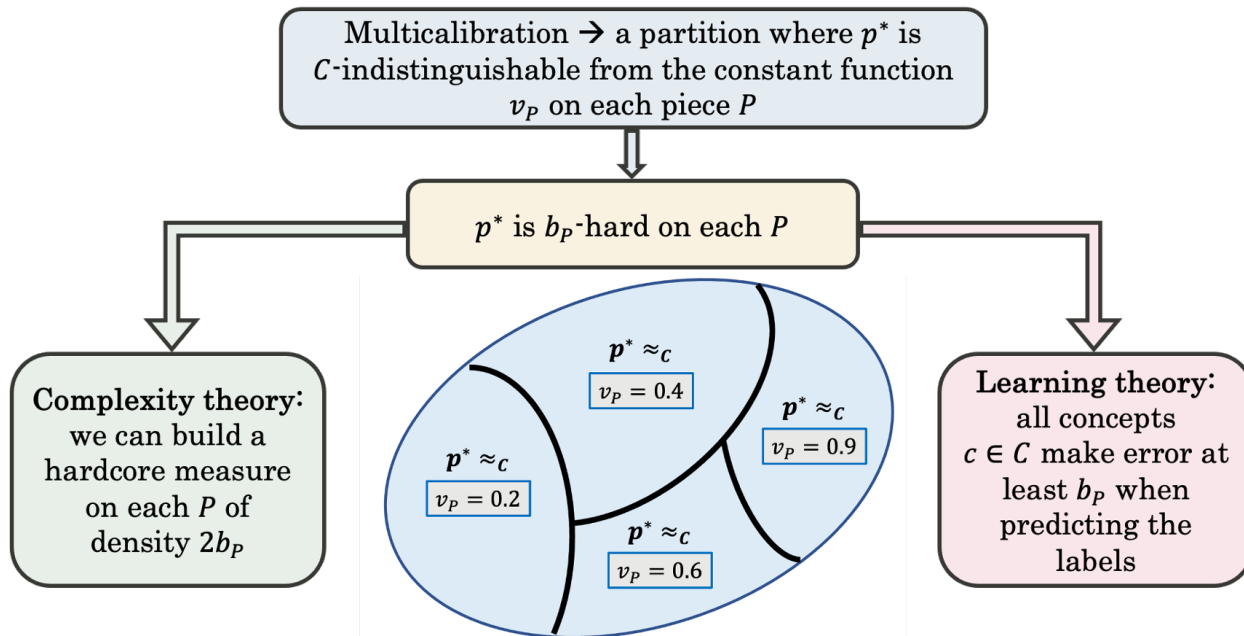 Multicalibration → a partition where p* is
C-indistinguishable from the constant function
v_P on each piece P
p* is b_P-hard on each P
Complexity theory:
we can build a
hardcore measure
on each P of
density 2b_P
p* ≈_C
v_P = 0.2
p* ≈_C
v_P = 0.4
p* ≈_C
v_P = 0.9
p* ≈_C
v_P = 0.6
Learning theory:
all concepts
c ∈ C make error at
least b_P when
predicting the
labels